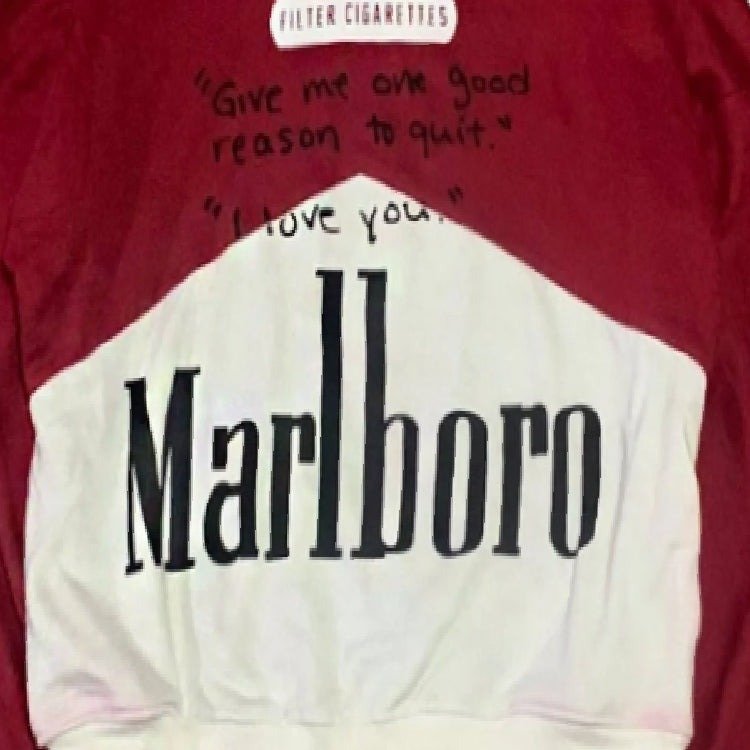 FILTER CIGARETTES
"Give me one good
reason to quit."
"I love you."
Marlboro